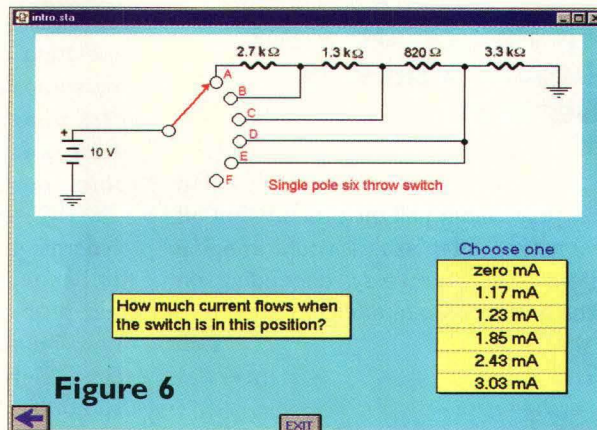 intro.sta
2.7 kΩ 1.3 kΩ 820 Ω 3.3 kΩ
A
B
C
D
E
F
+
10 V
Single pole six throw switch
Choose one
zero mA
1.17 mA
1.23 mA
1.85 mA
2.43 mA
3.03 mA
How much current flows when
the switch is in this position?
Figure 6
EXIT